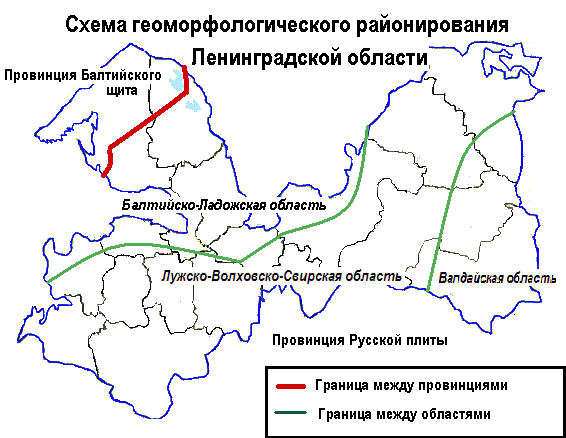 Схема геоморфологического районирования
Ленинградской области
Провинция Балтийского
щита
Балтийско-Ладожская область
Лужско-Волховско-Свирская область
Валдайская область
Провинция Русской плиты
Граница между провинциями
Граница между областями